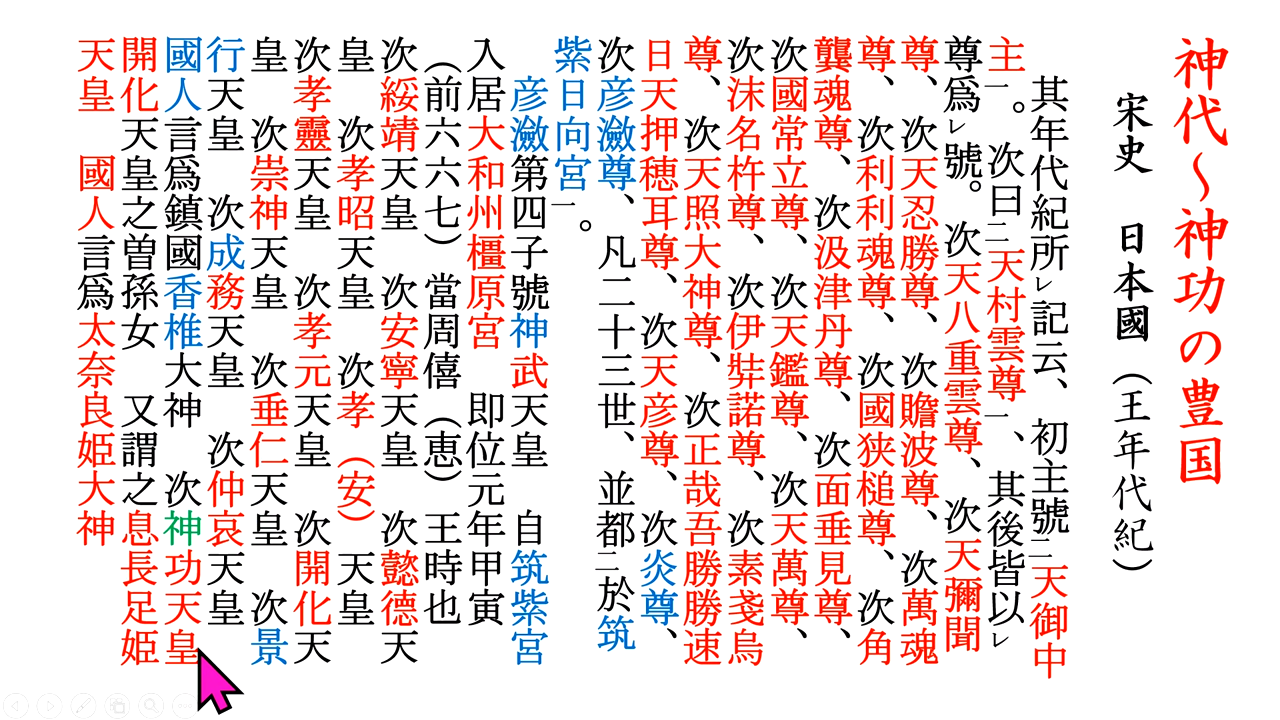 神代～神功の豊国
宋史　日本國（王年代紀）
其年代紀所㆑記云、初主號㆓天御中
主㆒。次曰㆓天村雲尊㆒、其後皆以㆑
尊爲㆑號。次天八重雲尊、次天彌聞
尊、次天忍勝尊、次贍波尊、次萬魂
尊、次利利魂尊、次國狭槌尊、次角
龔魂尊、次汲津丹尊、次面垂見尊、
次國常立尊、次天鑑尊、次天萬尊、
次沫名杵尊、次伊弉諾尊、次素戔烏
尊、次天照大神尊、次正哉吾勝勝速
日天押穂耳尊、次天彦尊、次炎尊、
次彦瀲尊、凡二十三世、並都㆓於筑
紫日向宮㆒。
彦瀲第四子號神武天皇　自筑紫宮
入居大和州橿原宮　即位元年甲寅
（前六六七）當周僖（恵）王時也
次綏靖天皇　次安寧天皇　次懿徳天
皇　次孝昭天皇　次孝（安）天皇
次孝靈天皇　次孝元天皇　次開化天
皇　次崇神天皇　次垂仁天皇　次景
行天皇　次成務天皇　次仲哀天皇
國人言爲鎮國香椎大神　次神功天皇
開化天皇之曽孫女　又謂之息長足姫
天皇　國人言爲太奈良姫大神